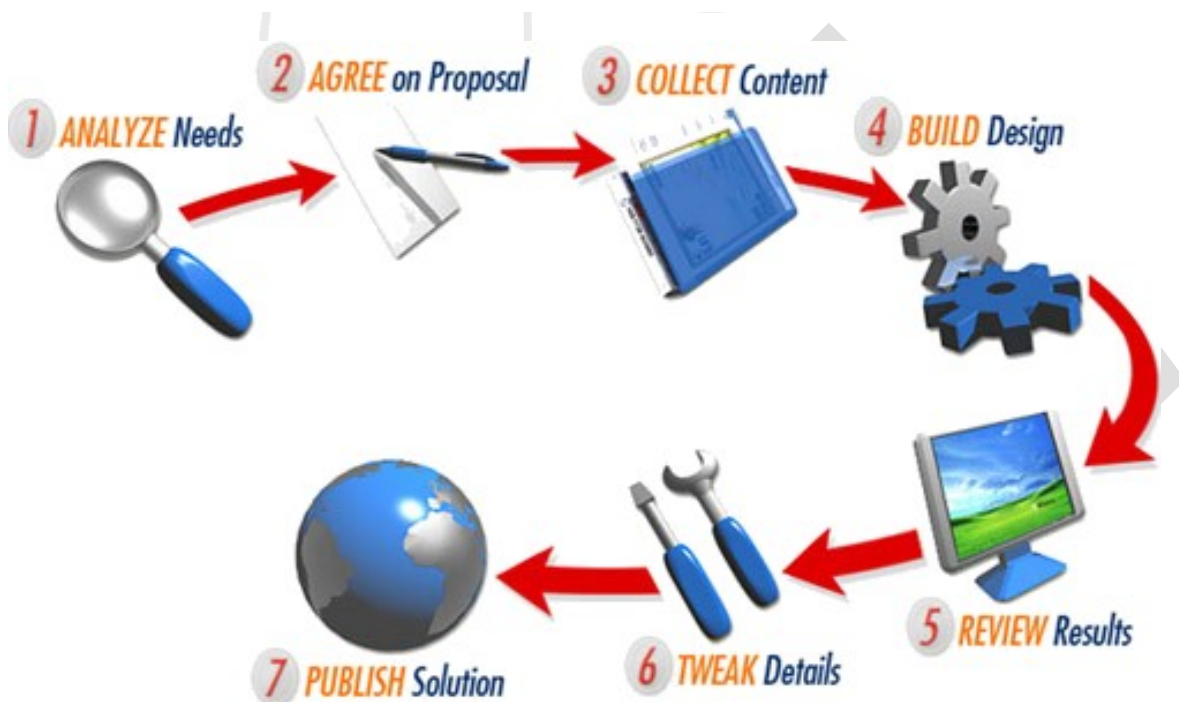 1 ANALYZE Needs
2 AGREE on Proposal
3 COLLECT Content
4 BUILD Design
5 REVIEW Results
6 TWEAK Details
7 PUBLISH Solution